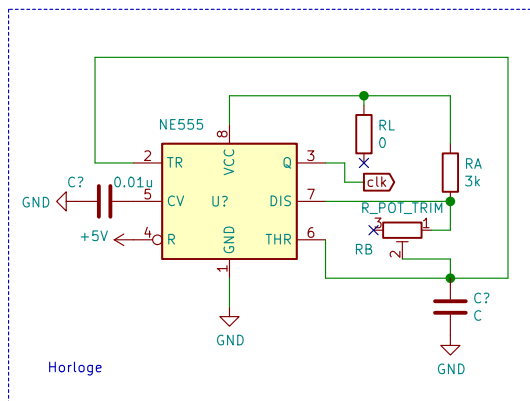 NE555
8
VCC
RL
0
RA
3k
2
TR
Q
3
clk
C?
0.01u
GND
5
CV
U?
DIS
7
R_POT_TRIM
3
1
+5V
4
R
GND
THR
6
RB
2
1
C?
C
GND
GND
Horloge